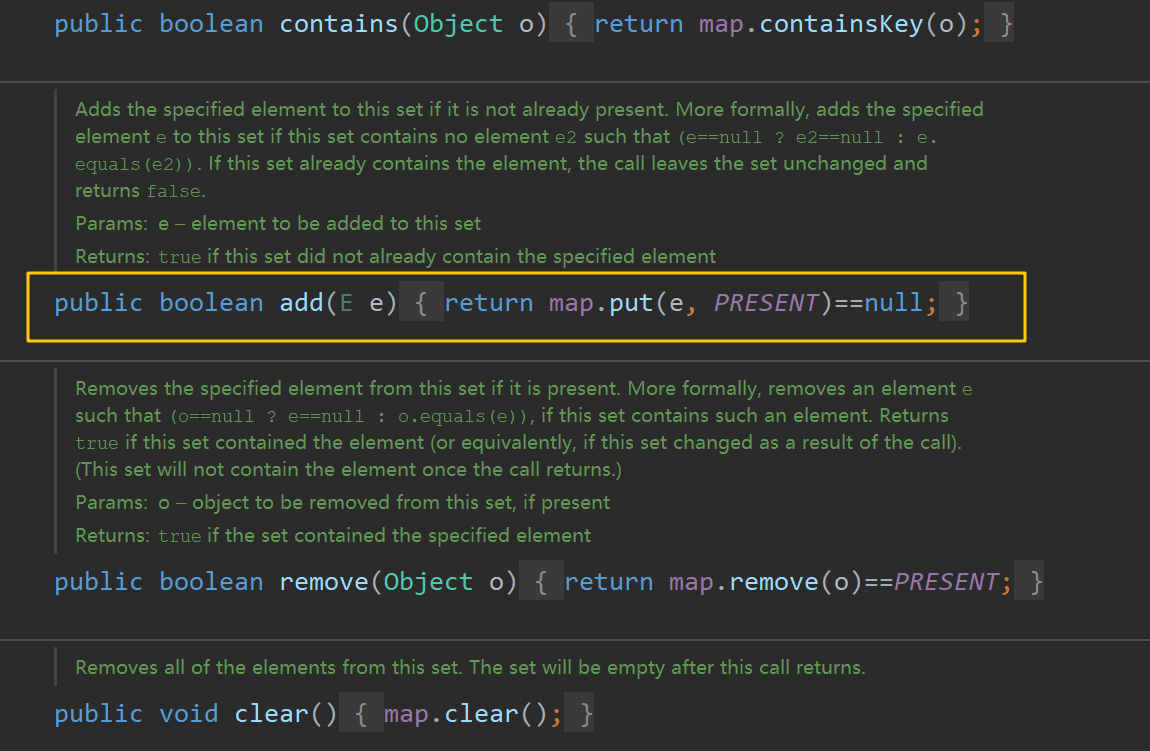 public boolean contains(Object o) { return map.containsKey(o); }
Adds the specified element to this set if it is not already present. More formally, adds the specified
element e to this set if this set contains no element e2 such that (e==null ? e2==null : e.
equals(e2)). If this set already contains the element, the call leaves the set unchanged and
returns false.
Params: e – element to be added to this set
Returns: true if this set did not already contain the specified element
public boolean add(E e) { return map.put(e, PRESENT)==null; }
Removes the specified element from this set if it is present. More formally, removes an element e
such that (o==null ? e==null : o.equals(e)), if this set contains such an element. Returns
true if this set contained the element (or equivalently, if this set changed as a result of the call).
(This set will not contain the element once the call returns.)
Params: o – object to be removed from this set, if present
Returns: true if the set contained the specified element
public boolean remove(Object o) { return map.remove(o)==PRESENT; }
Removes all of the elements from this set. The set will be empty after this call returns.
public void clear() { map.clear(); }